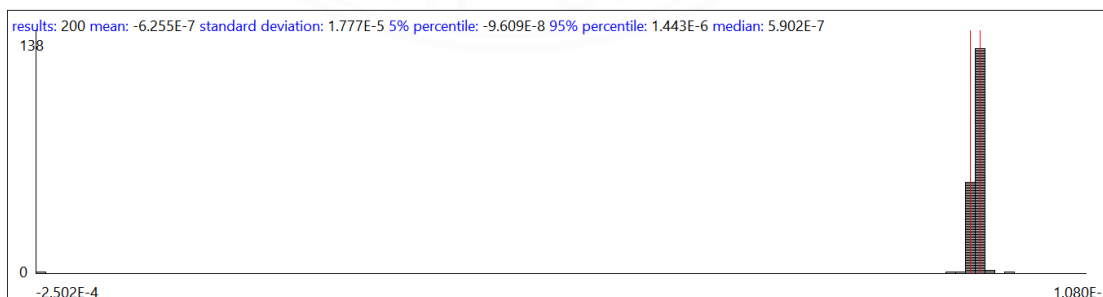 results: 200 mean: -6.255E-7 standard deviation: 1.777E-5 5% percentile: -9.609E-8 95% percentile: 1.443E-6 median: 5.902E-7
138
0
-2.502E-4 1.080E-